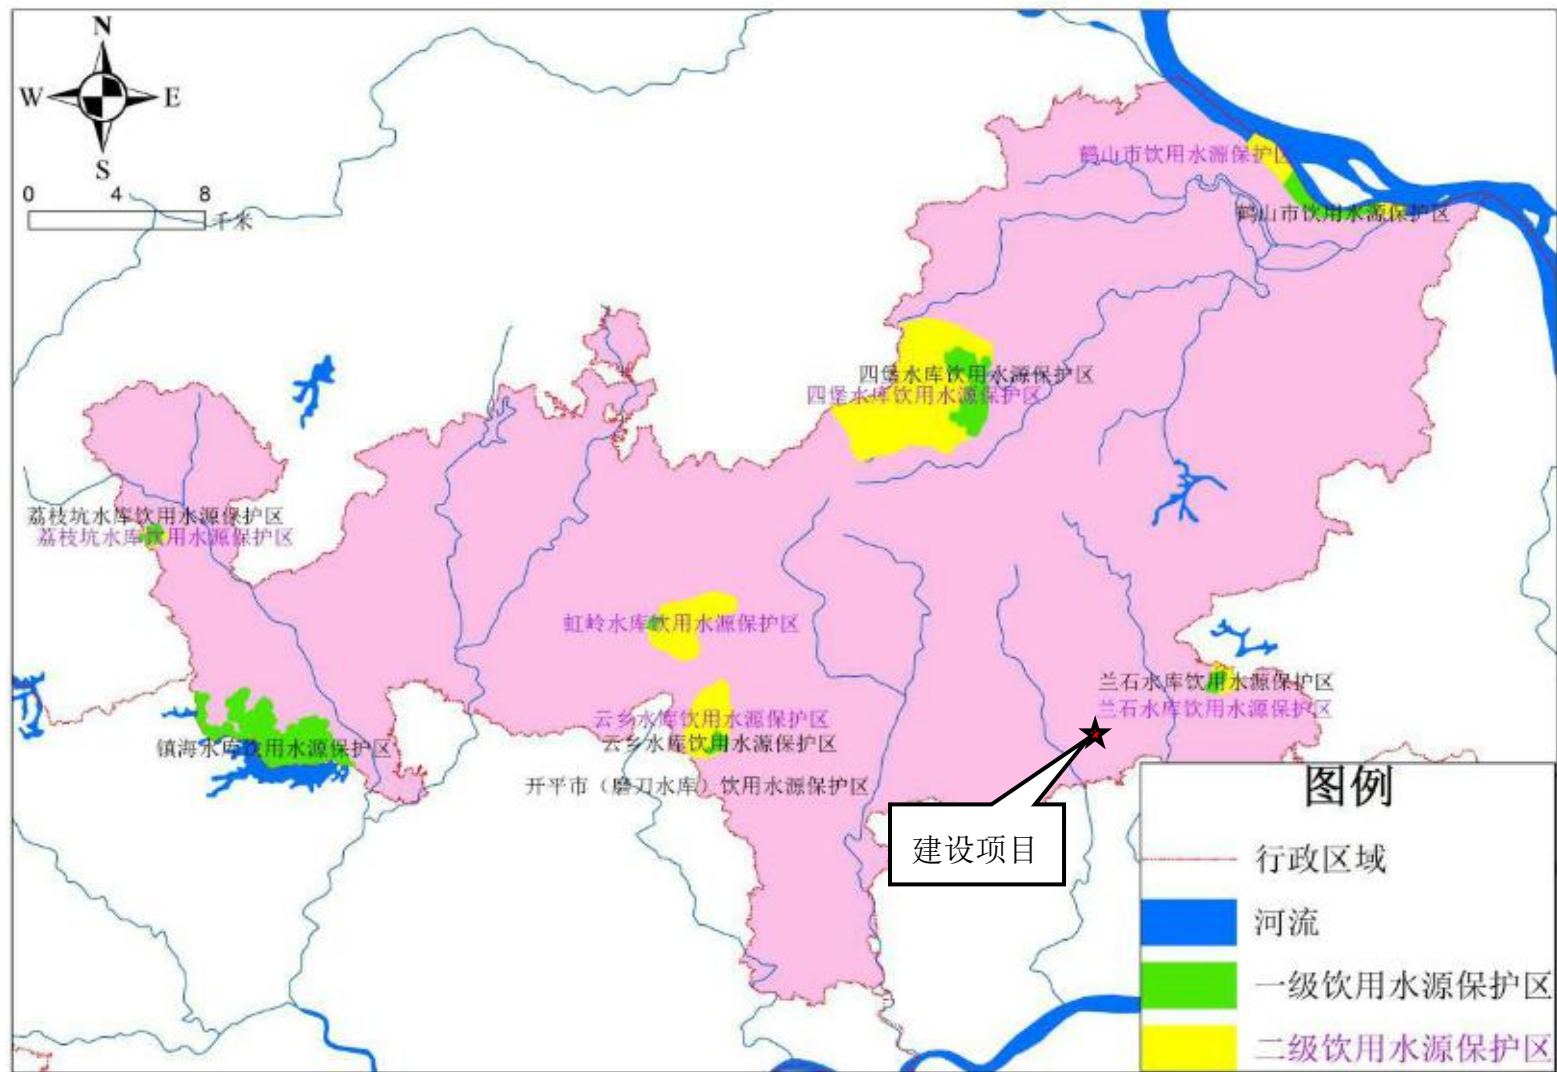 N
W
E
S
0 4 8
千米
鹤山市饮用水源保护区
鹤山市饮用水源保护区
四堡水库饮用水源保护区
四堡水库饮用水源保护区
荔枝坑水库饮用水源保护区
荔枝坑水库饮用水源保护区
虹岭水库饮用水源保护区
兰石水库饮用水源保护区
兰石水库饮用水源保护区
云乡水库饮用水源保护区
云乡水库饮用水源保护区
镇海水库饮用水源保护区
开平市（磨刀水库）饮用水源保护区
建设项目
图例
行政区域
河流
一级饮用水源保护区
二级饮用水源保护区